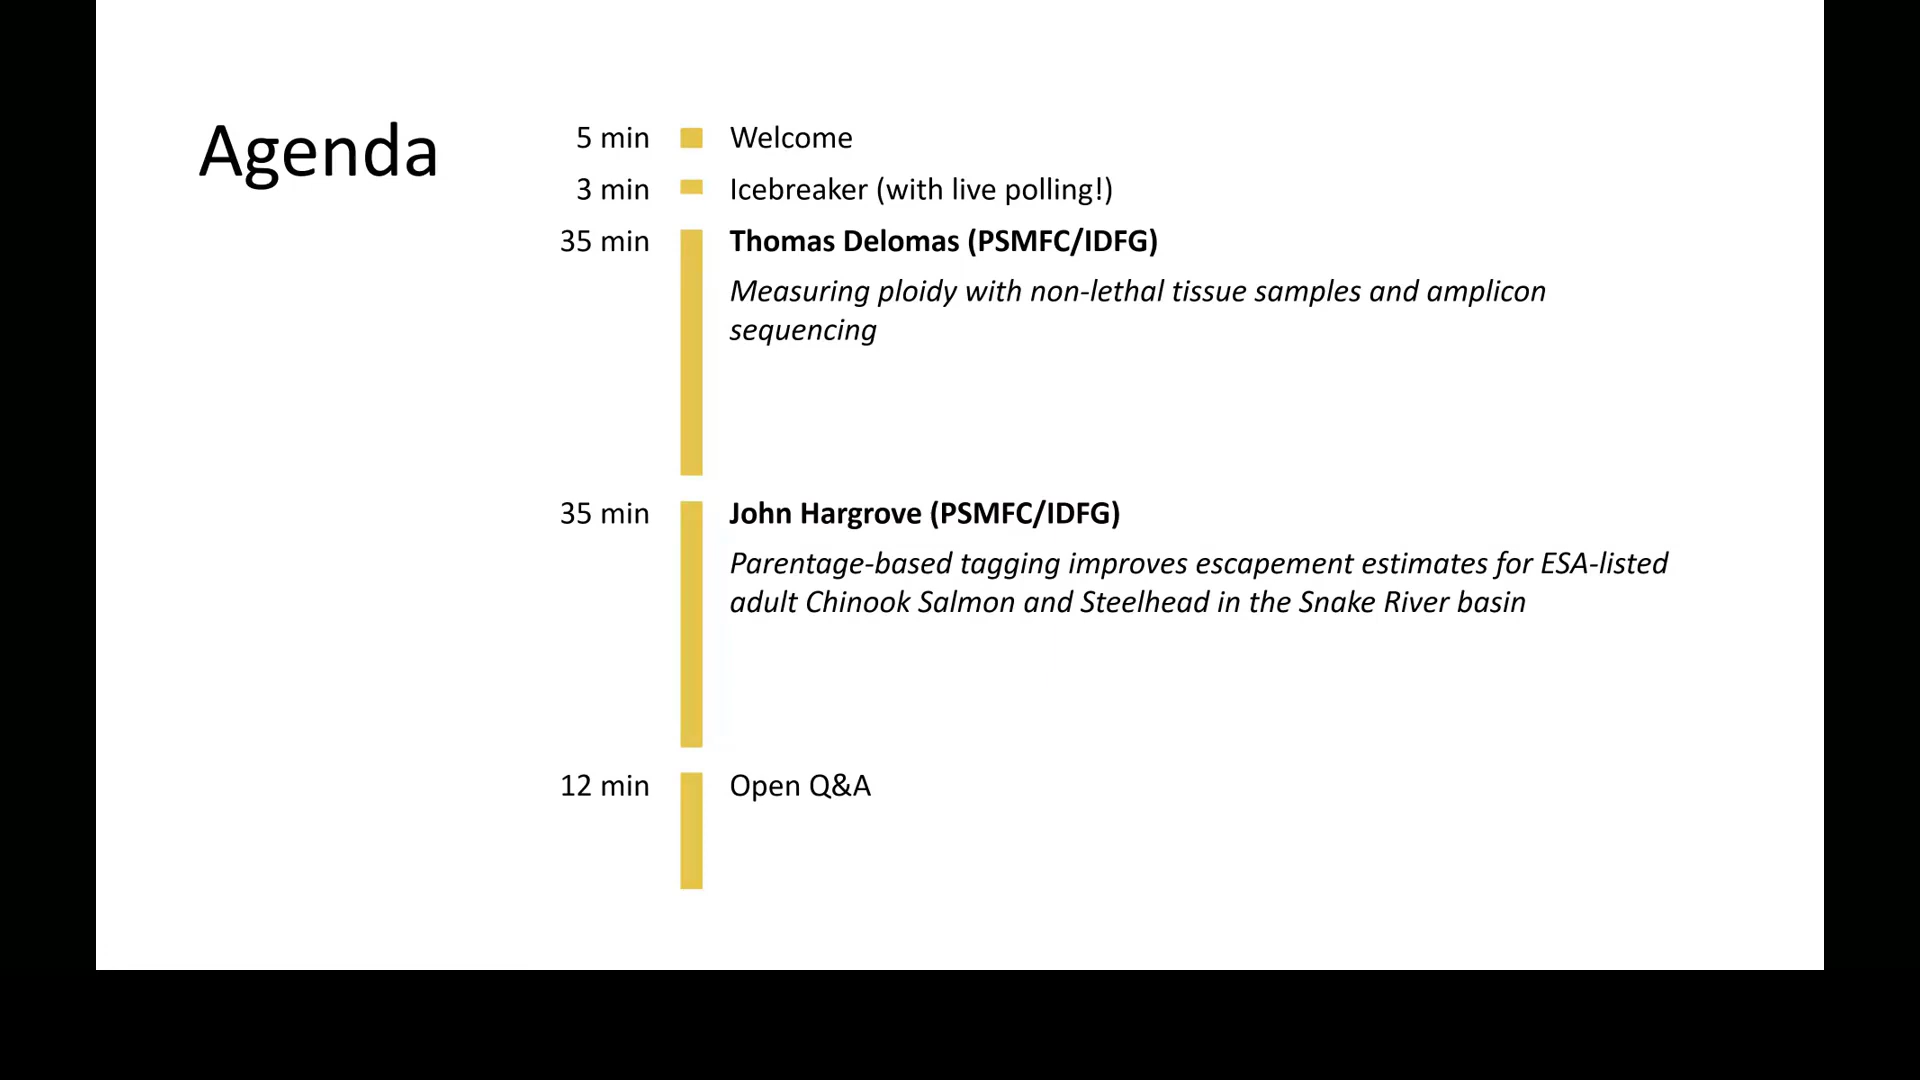 Agenda
5 min Welcome
3 min Icebreaker (with live polling!)
35 min Thomas Delomas (PSMFC/IDFG)
Measuring ploidy with non-lethal tissue samples and amplicon
sequencing
35 min John Hargrove (PSMFC/IDFG)
Parentage-based tagging improves escapement estimates for ESA-listed
adult Chinook Salmon and Steelhead in the Snake River basin
12 min Open Q&A